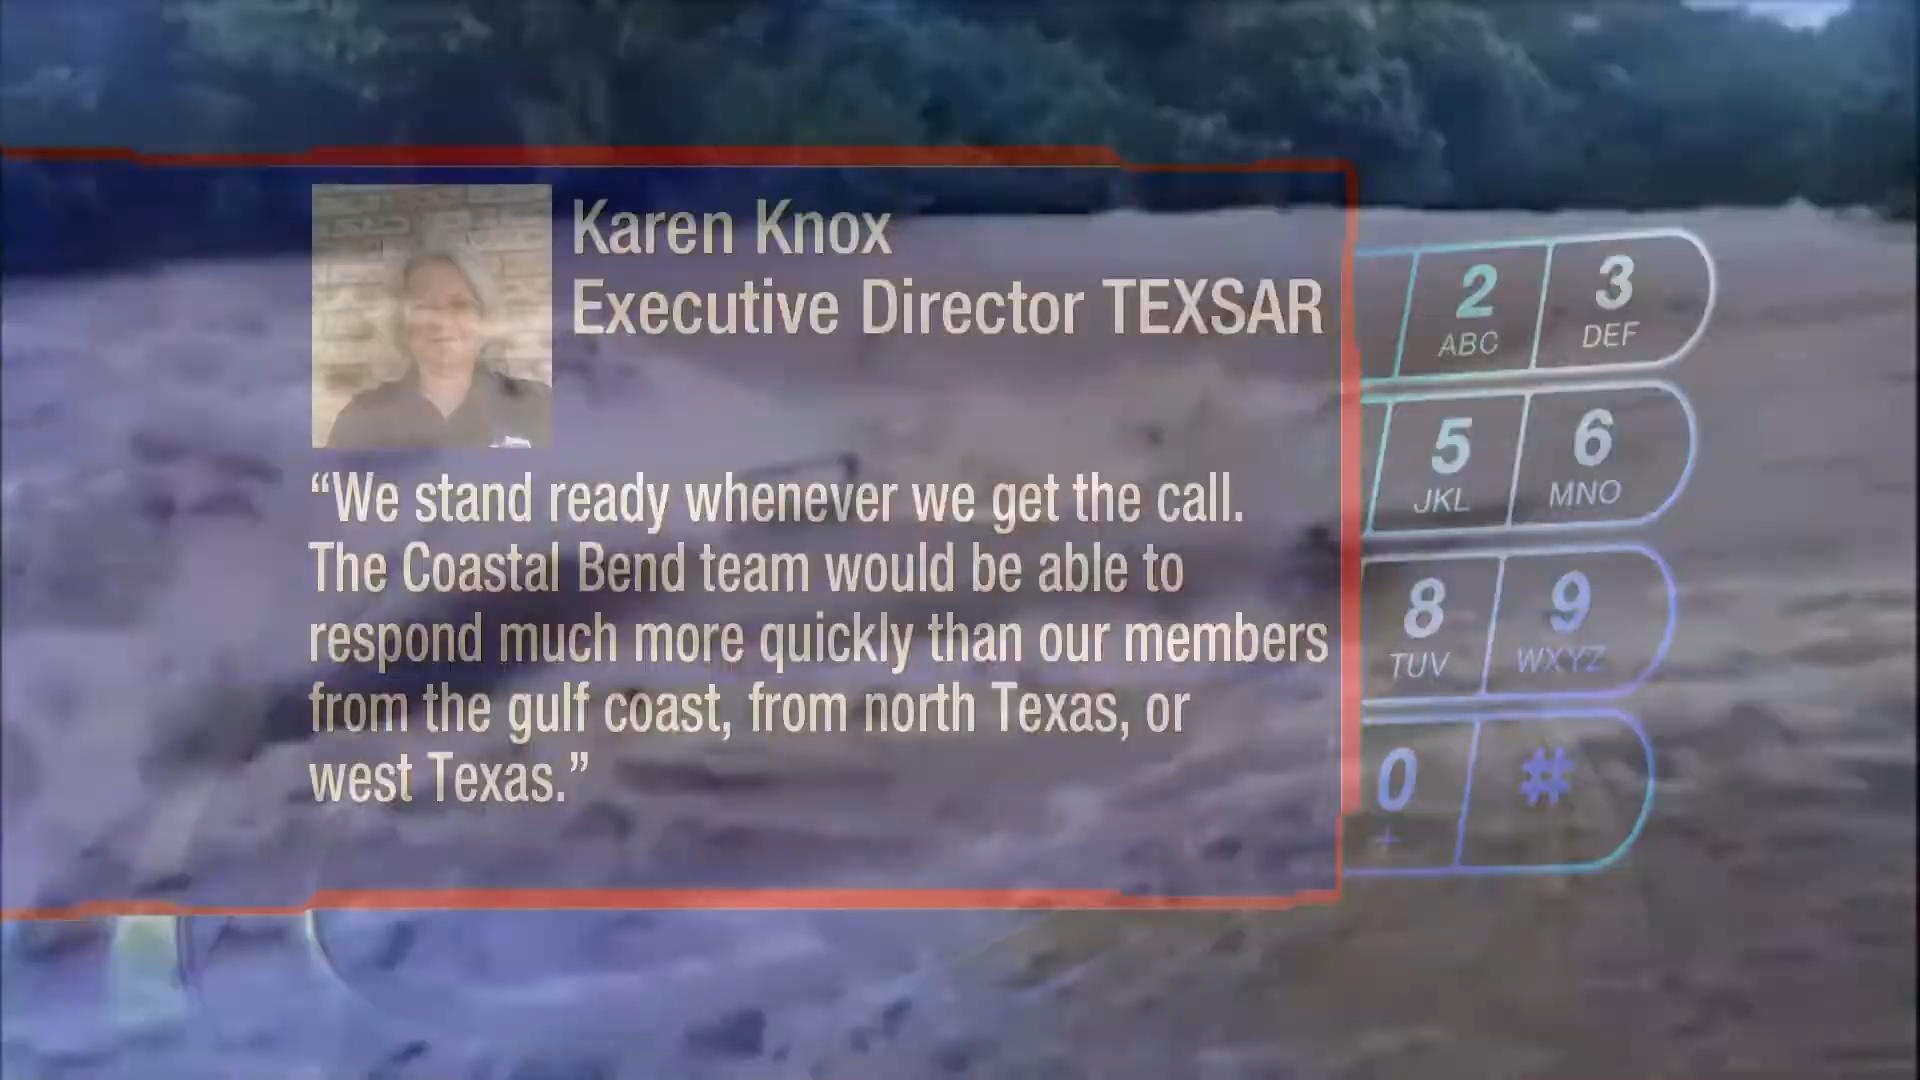 Karen Knox
Executive Director TEXSAR
“We stand ready whenever we get the call.
The Coastal Bend team would be able to
respond much more quickly than our members
from the gulf coast, from north Texas, or
west Texas.”
2 3
ABC DEF
5 6
JKL MNO
8 9
TUV WXYZ
0 #
+